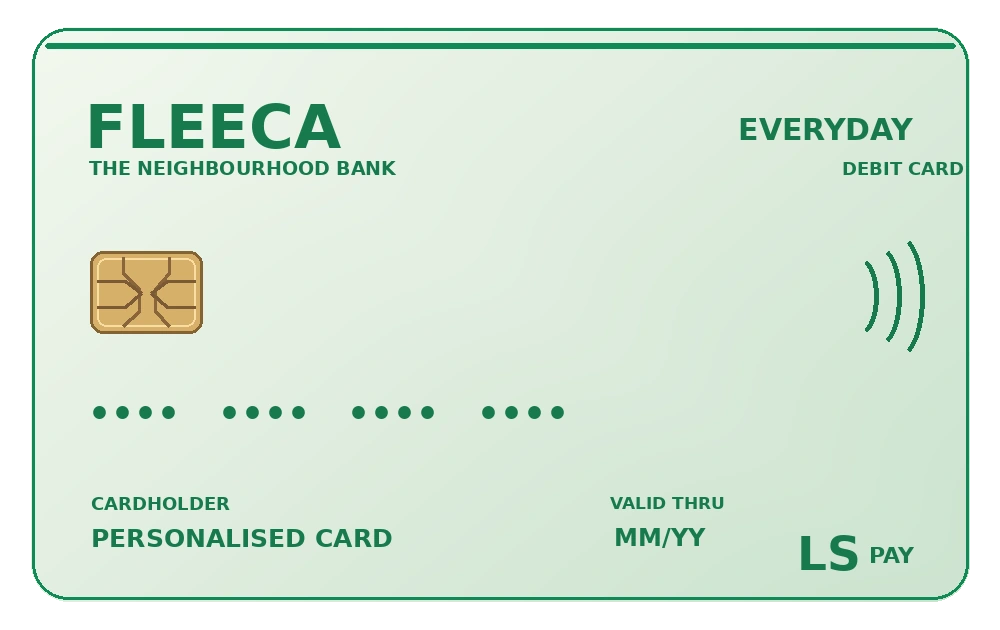 FLEECA
THE NEIGHBOURHOOD BANK
EVERYDAY
DEBIT CARD
•••• •••• •••• ••••
CARDHOLDER
PERSONALISED CARD
VALID THRU
MM/YY
LS PAY